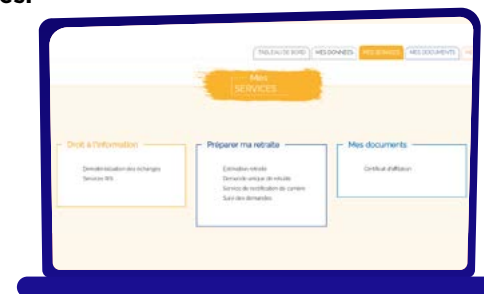 es.
TABLEAU DE BORD MES DONNÉES MES SERVICES MES DOCUMENTS
Mes
SERVICES
Droit à l'information
Dématérialisation des échanges
Services RIS
Préparer ma retraite
Estimation retraite
Demande unique de retraite
Service de rectification de carrière
Suivi des demandes
Mes documents
Certificat d'affiliation